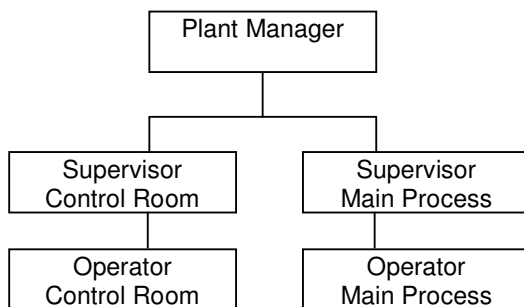 Plant Manager
Supervisor
Control Room
Supervisor
Main Process
Operator
Control Room
Operator
Main Process